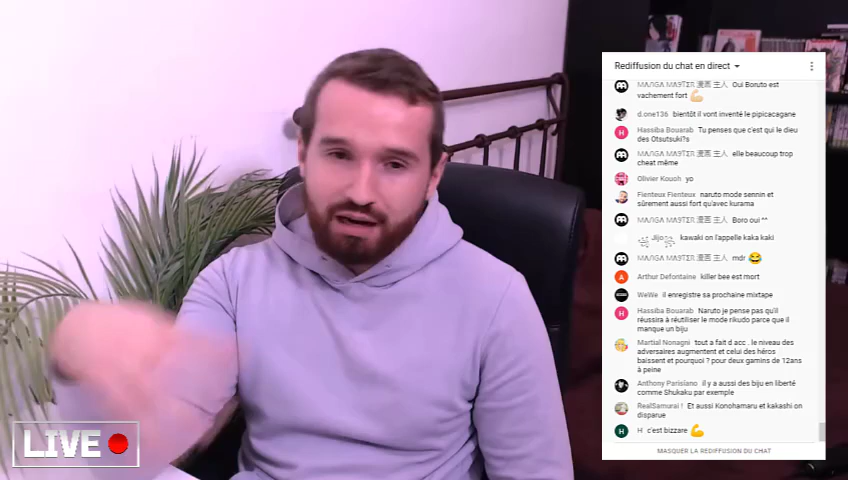 Rediffusion du chat en direct
MANGA MASTER 漫画 主人 Oui Boruto est
vachement fort 💪🏻
d.one136 bientôt il vont inventé le pipicacagane
Hassiba Bouarab Tu penses que c'est qui le dieu
des Otsutsuki?s
MANGA MASTER 漫画 主人 elle beaucoup trop
cheat même
Olivier Kouoh yo
Fienteux Fienteux naruto mode sennin et
sûrement aussi fort qu'avec kurama
MANGA MASTER 漫画 主人 Boro oui ^^
Jijo kawaki on l'appelle kaka kaki
MANGA MASTER 漫画 主人 mdr 😂
Arthur Defontaine killer bee est mort
WeWe il enregistre sa prochaine mixtape
Hassiba Bouarab Naruto je pense pas qu'il
réussira à réutiliser le mode rikudo parce que il
manque un biju
Martial Nonagni tout a fait d acc . le niveau des
adversaires augmentent et celui des héros
baissent et pourquoi ? pour deux gamins de 12ans
à peine
Anthony Parisiano il y a aussi des biju en liberté
comme Shukaku par exemple
RealSamurai ! Et aussi Konohamaru et kakashi on
disparue
H c'est bizzare 💪
MASQUER LA REDIFFUSION DU CHAT
LIVE